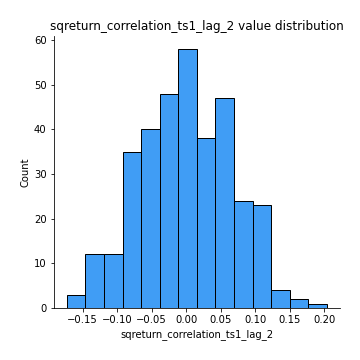 sqreturn_correlation_ts1_lag_2 value distribution
60
50
40
30
20
10
0
Count
−0.15 −0.10 −0.05 0.00 0.05 0.10 0.15 0.20
sqreturn_correlation_ts1_lag_2